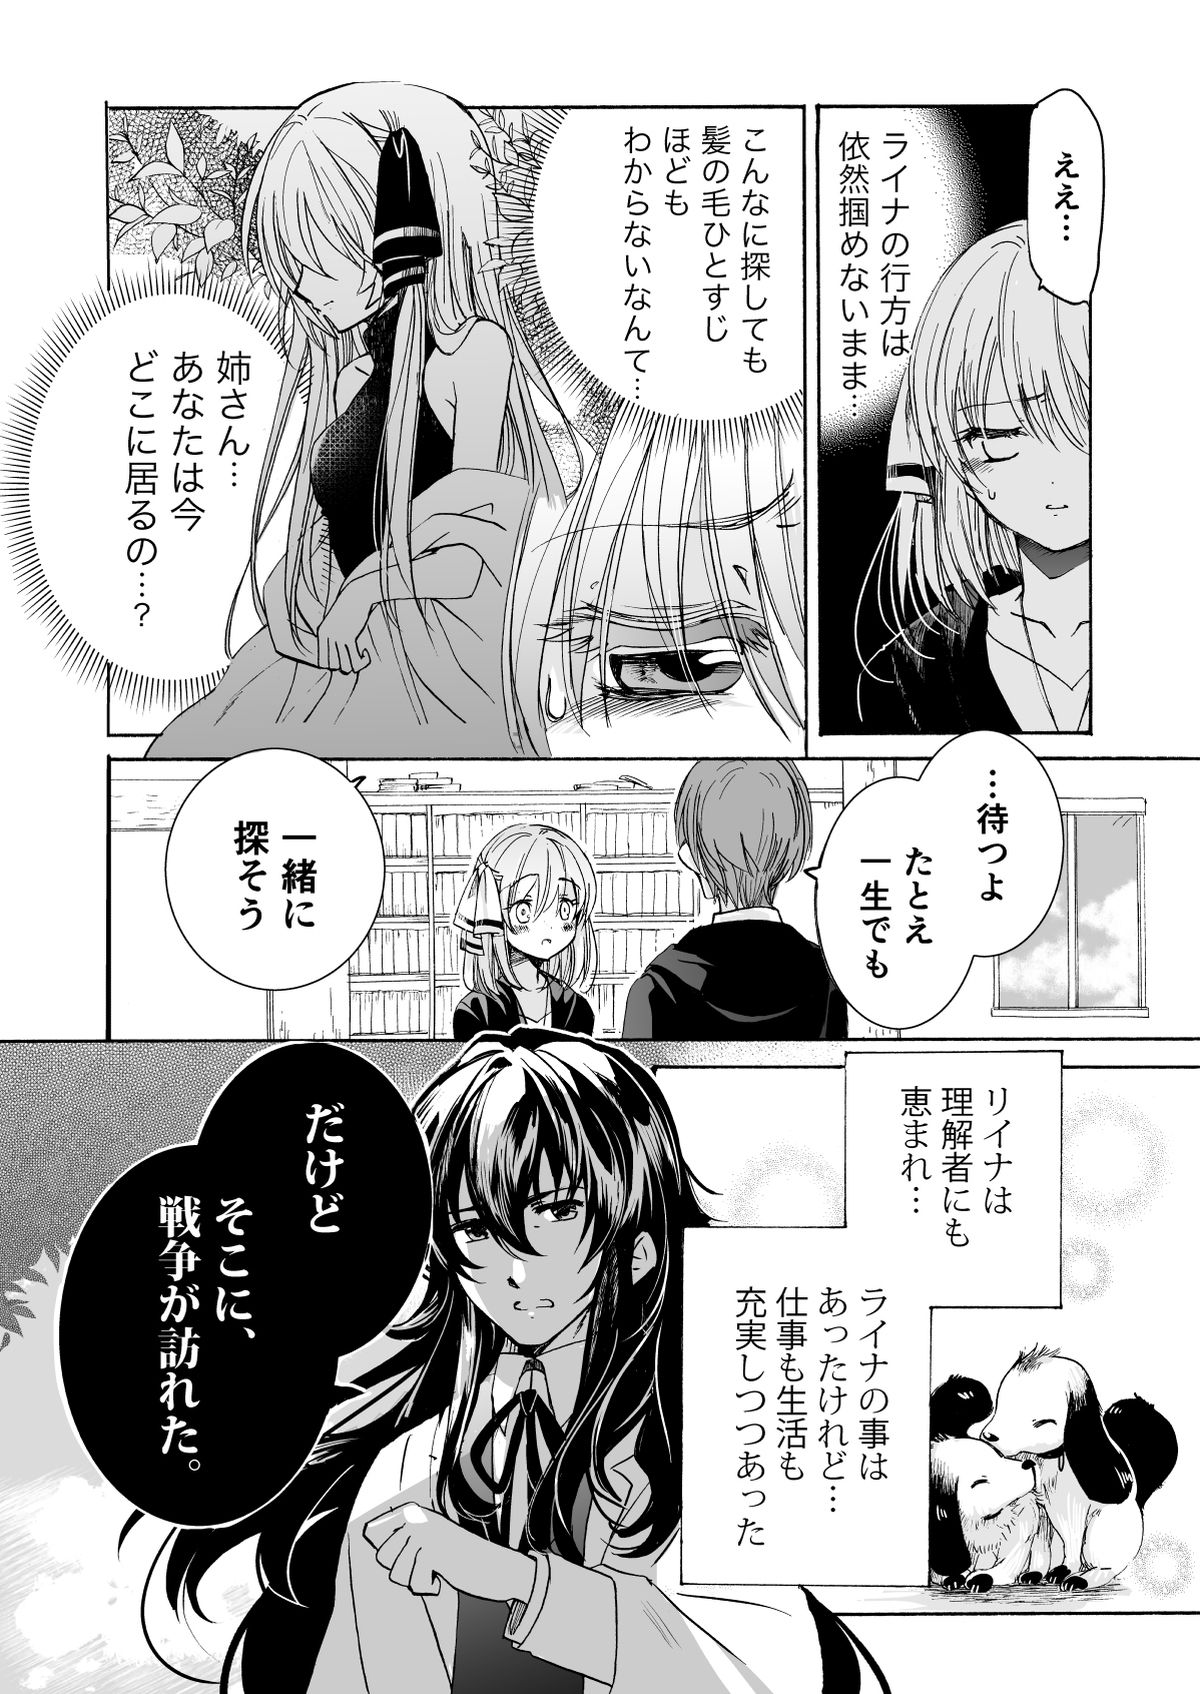 ええ…
ライナの行方は
依然掴めないまま…
こんなに探しても
髪の毛ひとすじ
ほども
わからないなんて…
姉さん…
あなたは今
どこに居るの…？
…待つよ
たとえ
一生でも
一緒に
探そう
リイナは
理解者にも
恵まれ…
ライナの事は
あったけれど…
仕事も生活も
充実しつつあった
だけど
そこに、
戦争が訪れた。